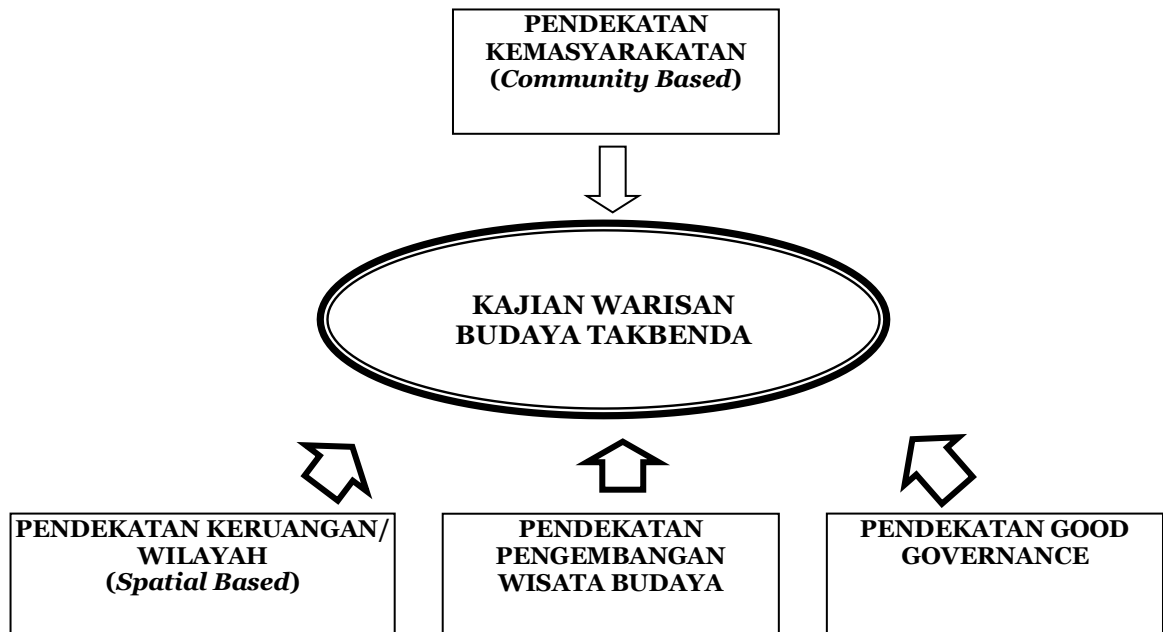 PENDEKATAN
KEMASYARAKATAN
(Community Based)
KAJIAN WARISAN
BUDAYA TAKBENDA
PENDEKATAN KERUANGAN/
WILAYAH
(Spatial Based)
PENDEKATAN
PENGEMBANGAN
WISATA BUDAYA
PENDEKATAN GOOD
GOVERNANCE